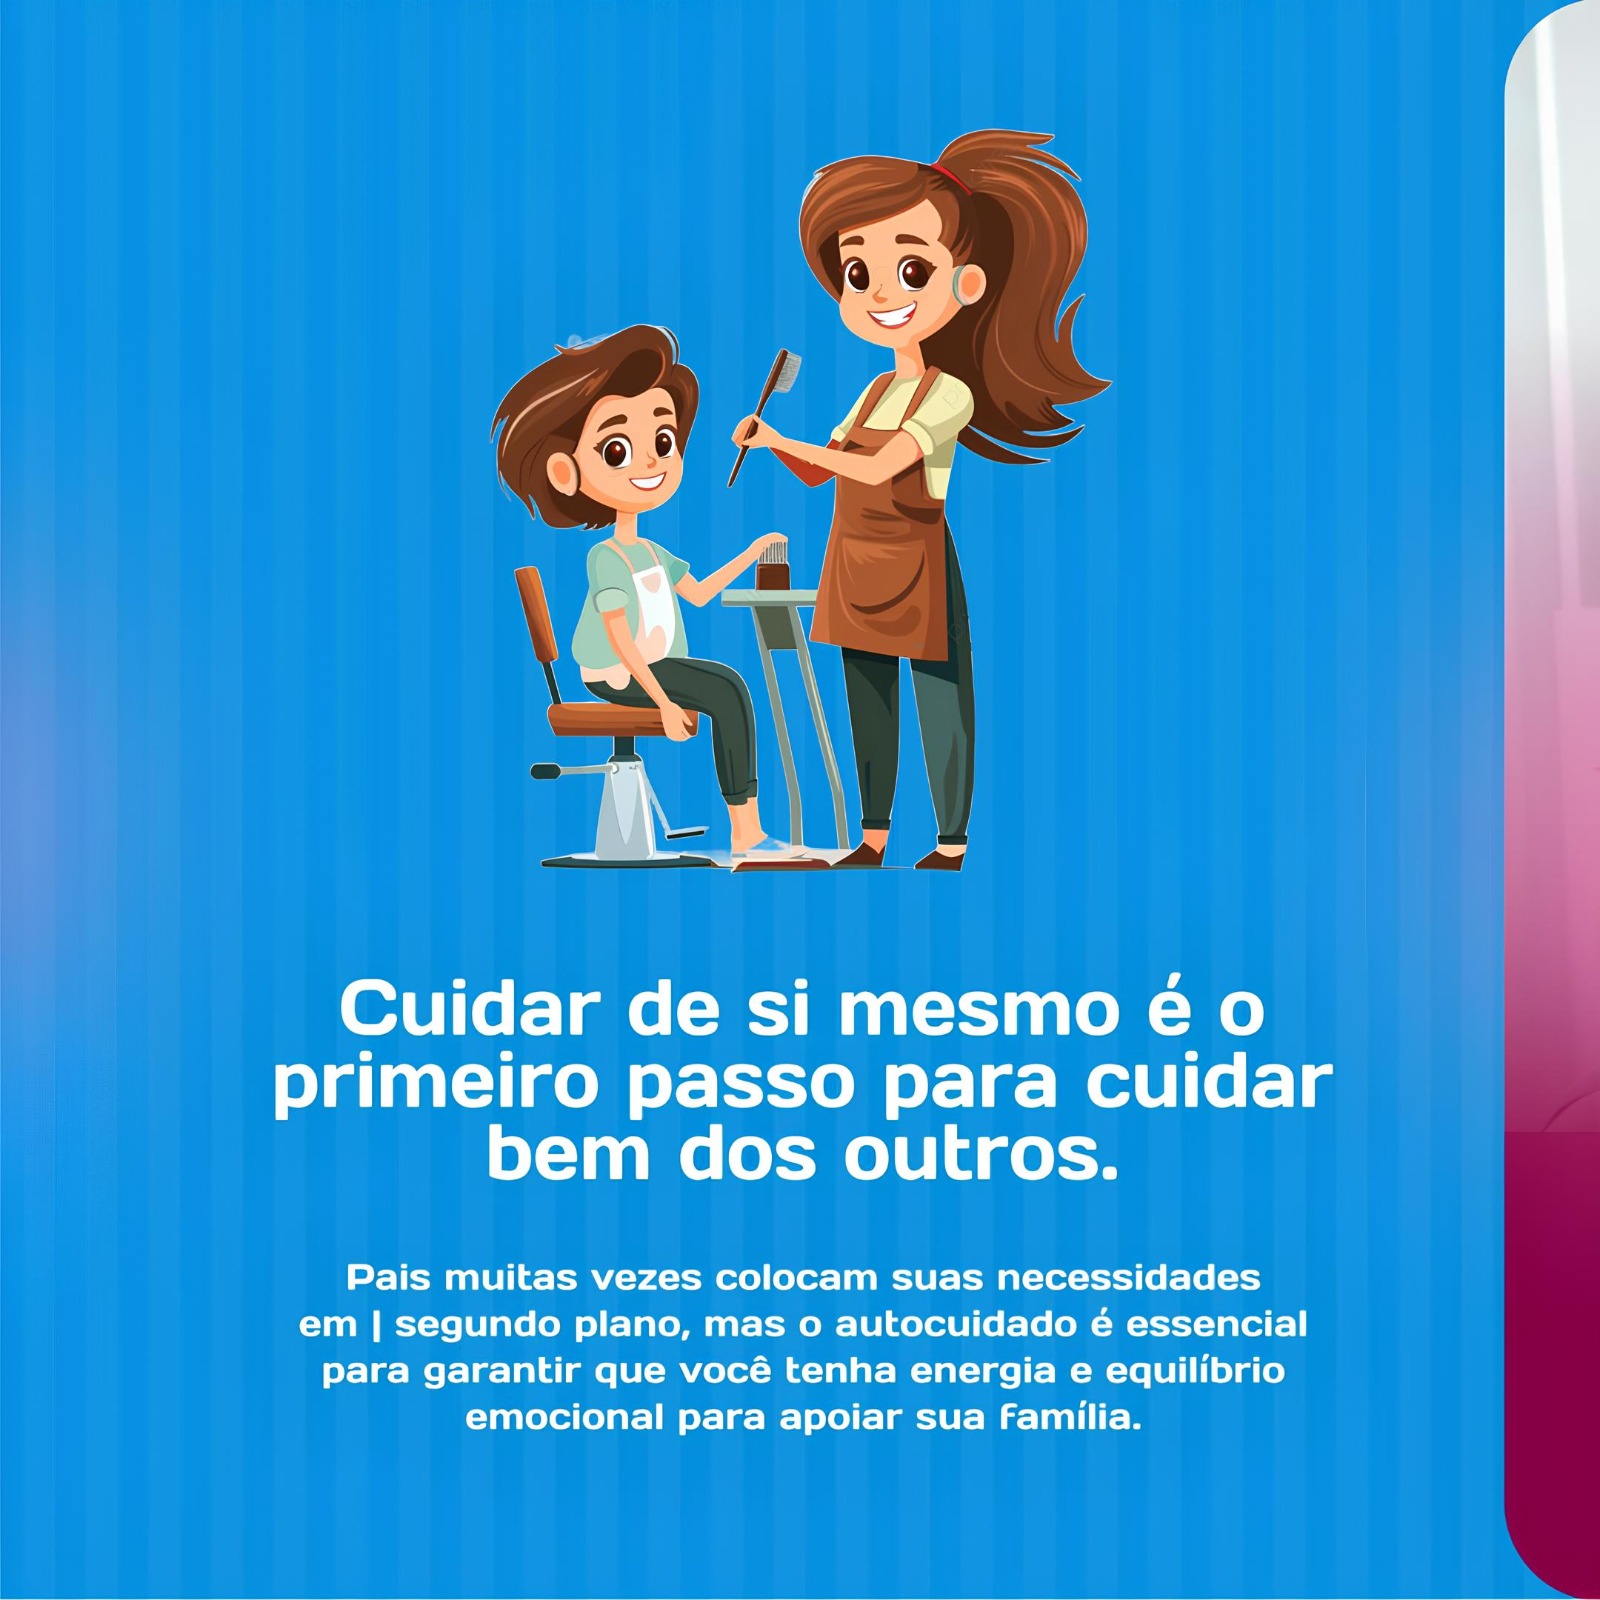 Cuidar de si mesmo é o
primeiro passo para cuidar
bem dos outros.
Pais muitas vezes colocam suas necessidades
em | segundo plano, mas o autocuidado é essencial
para garantir que você tenha energia e equilíbrio
emocional para apoiar sua família.